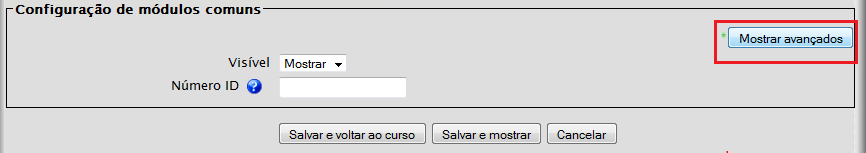 Configuração de módulos comuns
* Mostrar avançados
Visível Mostrar
Número ID ?
Salvar e voltar ao curso Salvar e mostrar Cancelar